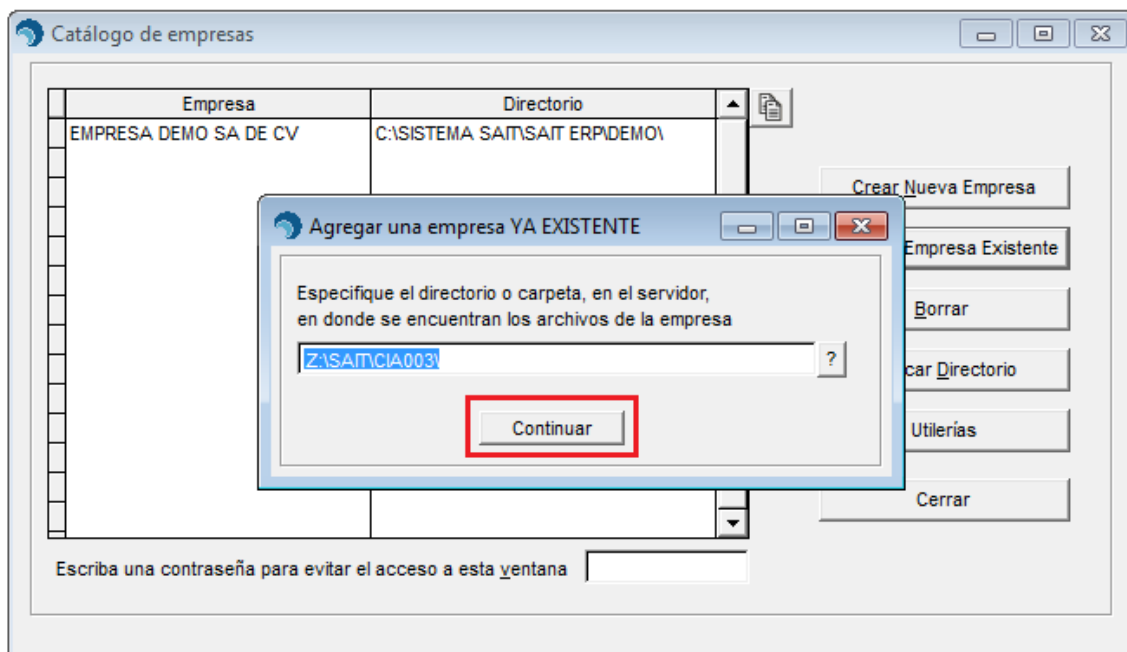 Catálogo de empresas
Empresa
Directorio
EMPRESA DEMO SA DE CV
C:\SISTEMA SAIT\SAIT ERP\DEMO\
Crear Nueva Empresa
Empresa Existente
Borrar
car Directorio
Utilerías
Cerrar
Agregar una empresa YA EXISTENTE
Especifique el directorio o carpeta, en el servidor,
en donde se encuentran los archivos de la empresa
Z:\SAIT\CIA003\
?
Continuar
Escriba una contraseña para evitar el acceso a esta ventana